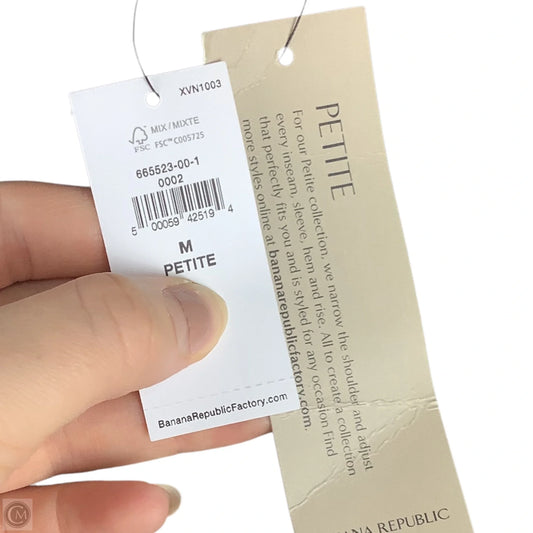 XVN1003
MIX / MIXTE
FSC FSC™ C005725
665523-00-1
0002
5 00059 42519 4
M
PETITE
BananaRepublicFactory.com
PETITE
For our Petite collection, we narrow the shoulder and adjust
every inseam, sleeve, hem and rise. All to create a collection
that perfectly fits you and is styled for any occasion Find
more styles online at bananarepublicfactory.com.
REPUBLIC
CM